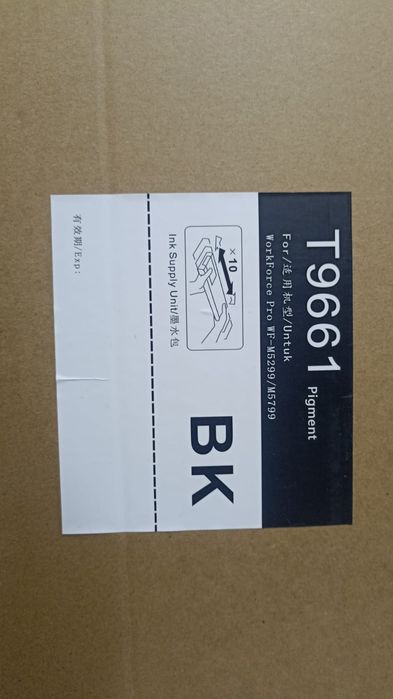 T9661 Pigment
For/适用机型/Untuk
WorkForce Pro WF-M5299/M5799
×10
BK
Ink Supply Unit/墨水包
有效期/Exp: